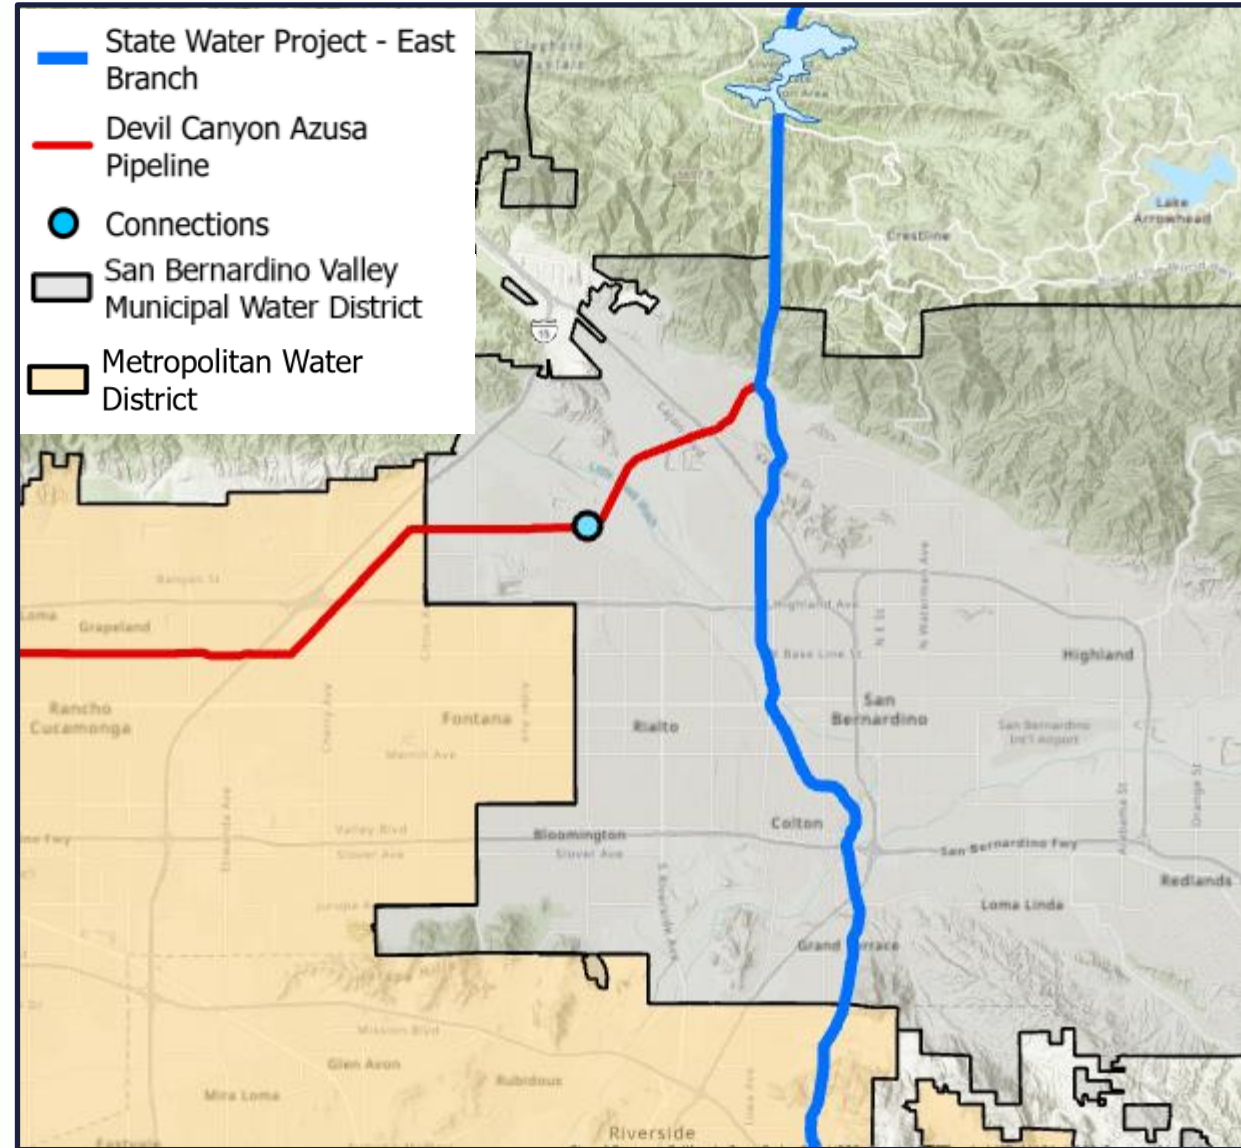 State Water Project - East
Branch
Devil Canyon Azusa
Pipeline
Connections
San Bernardino Valley
Municipal Water District
Metropolitan Water
District
Lake
Arrowhead
Crestline
15
Banyan St
Highland Ave
Grapeland
N E St
N Waterman Ave
Base Line St
Highland
Rancho
Cucamonga
Cherry Ave
Fontana
Rialto
San
Bernardino
San Bernardino
Int'l Airport
Merrill Ave
Alabama St
Orange St
Etiwanda Ave
Valley Blvd
Slover Ave
Bloomington
Slover Ave
Colton
San Bernardino Fwy
Redlands
S Riverside Ave
Loma Linda
Grand Terrace
Mission Blvd
Glen Avon
Rubidoux
Mira Loma
Riverside